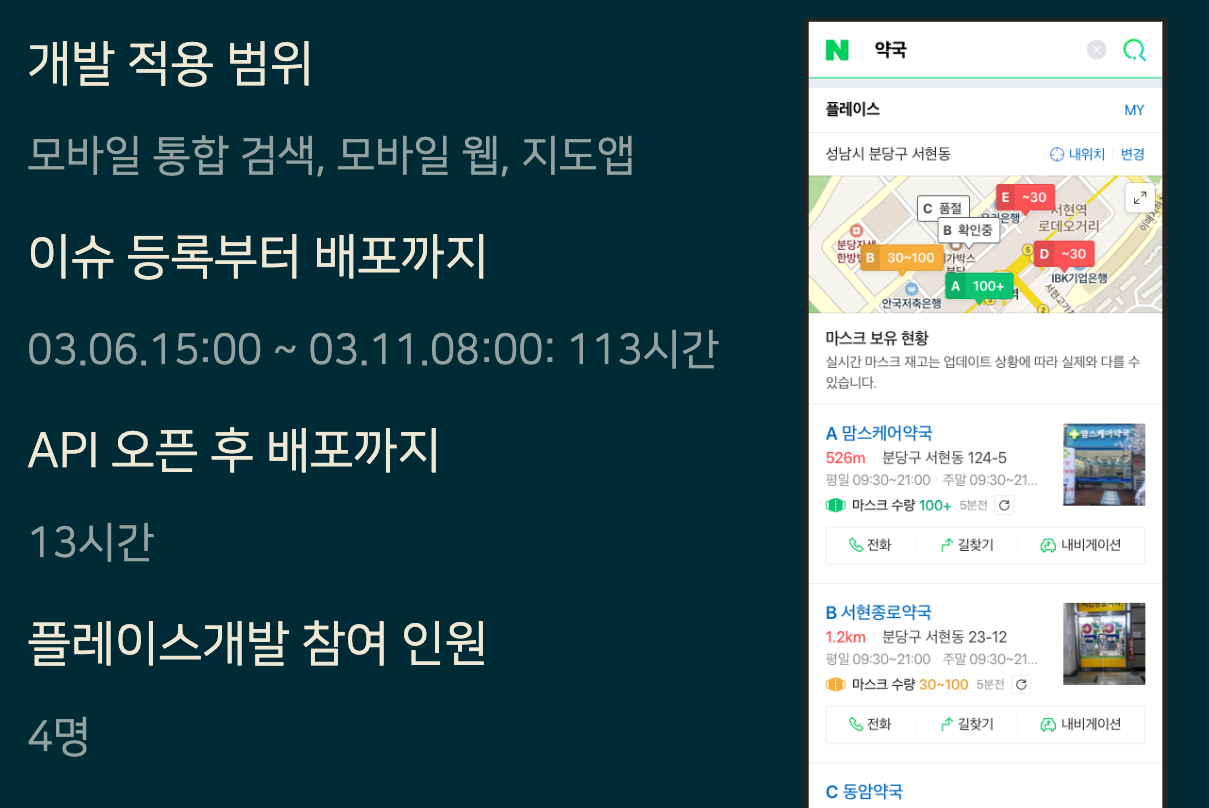 개발 적용 범위
모바일 통합 검색, 모바일 웹, 지도앱
이슈 등록부터 배포까지
03.06.15:00 ~ 03.11.08:00: 113시간
API 오픈 후 배포까지
13시간
플레이스개발 참여 인원
4명
N 약국
플레이스 MY
성남시 분당구 서현동 내위치 변경
E ~30
C 품절
서현역
로데오거리
B 확인중
D ~30
B 30~100
IBK기업은행
A 100+
안국저축은행
마스크 보유 현황
실시간 마스크 재고는 업데이트 상황에 따라 실제와 다를 수
있습니다.
A 맘스케어약국
526m 분당구 서현동 124-5
평일 09:30~21:00 · 주말 09:30~21...
마스크 수량 100+ 5분전
전화 길찾기 내비게이션
B 서현종로약국
1.2km 분당구 서현동 23-12
평일 09:30~21:00 · 주말 09:30~21...
마스크 수량 30~100 5분전
전화 길찾기 내비게이션
C 동암약국